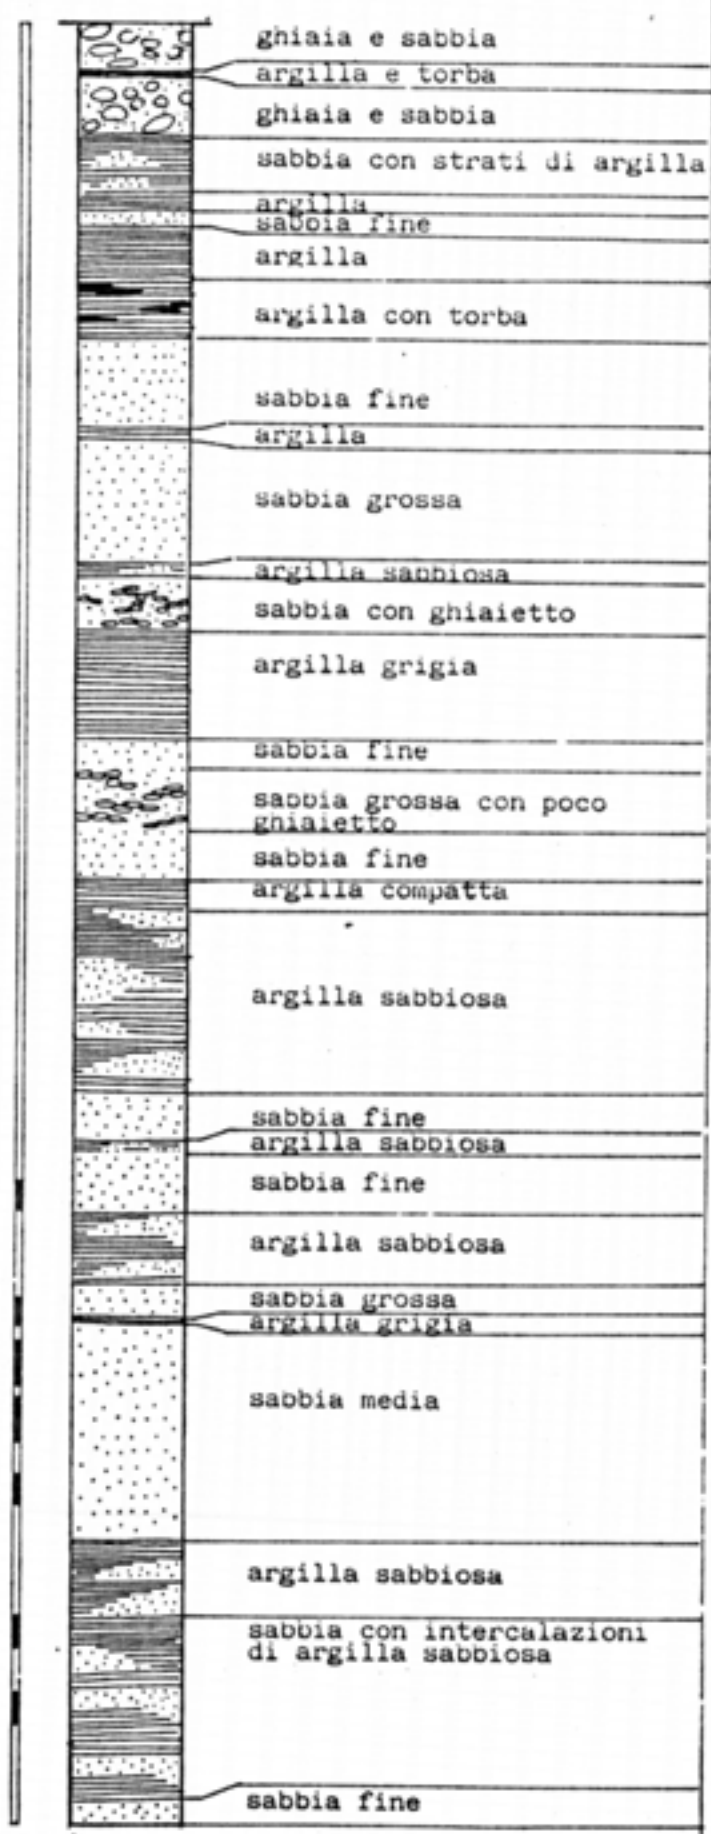 ghiaia e sabbia
argilla e torba
ghiaia e sabbia
sabbia con strati di argilla
argilla
sabbia fine
argilla
argilla con torba
sabbia fine
argilla
sabbia grossa
argilla sabbiosa
sabbia con ghiaietto
argilla grigia
sabbia fine
sabbia grossa con poco
ghiaietto
sabbia fine
argilla compatta
argilla sabbiosa
sabbia fine
argilla sabbiosa
sabbia fine
argilla sabbiosa
sabbia grossa
argilla grigia
sabbia media
argilla sabbiosa
sabbia con intercalazioni
di argilla sabbiosa
sabbia fine